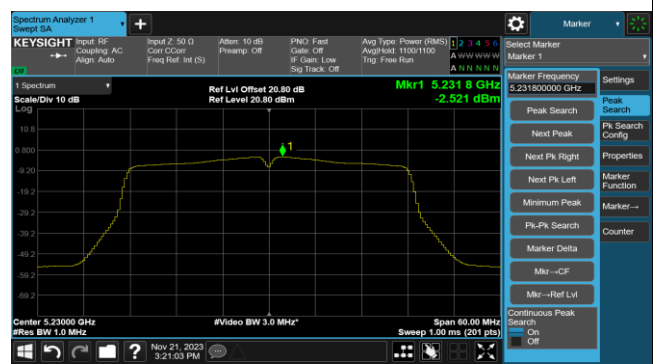 Spectrum Analyzer 1
Swept SA
Marker
KEYSIGHT
Input: RF
Coupling: AC
Align: Auto
Input Z: 50 Ω
Corr CCorr
Freq Ref: Int (S)
Atten: 10 dB
Preamp: Off
PNO: Fast
Gate: Off
IF Gain: Low
Sig Track: Off
Avg Type: Power (RMS)
Avg|Hold: 1100/1100
Trig: Free Run
1 2 3 4 5 6
A W W W W W
A N N N N N
Select Marker
Marker 1
1 Spectrum
Scale/Div 10 dB
Log
Ref Lvl Offset 20.80 dB
Ref Level 20.80 dBm
Mkr1 5.231 8 GHz
-2.521 dBm
10.8
0.800
-9.20
-19.2
-29.2
-39.2
-49.2
-59.2
-69.2
1
Center 5.23000 GHz
#Res BW 1.0 MHz
#Video BW 3.0 MHz*
Span 60.00 MHz
Sweep 1.00 ms (201 pts)
Marker Frequency
5.231800000 GHz
Peak Search
Next Peak
Next Pk Right
Next Pk Left
Minimum Peak
Pk-Pk Search
Marker Delta
Mkr→CF
Mkr→Ref Lvl
Continuous Peak
Search
On
Off
Settings
Peak
Search
Pk Search
Config
Properties
Marker
Function
Marker→
Counter
Nov 21, 2023
3:21:03 PM